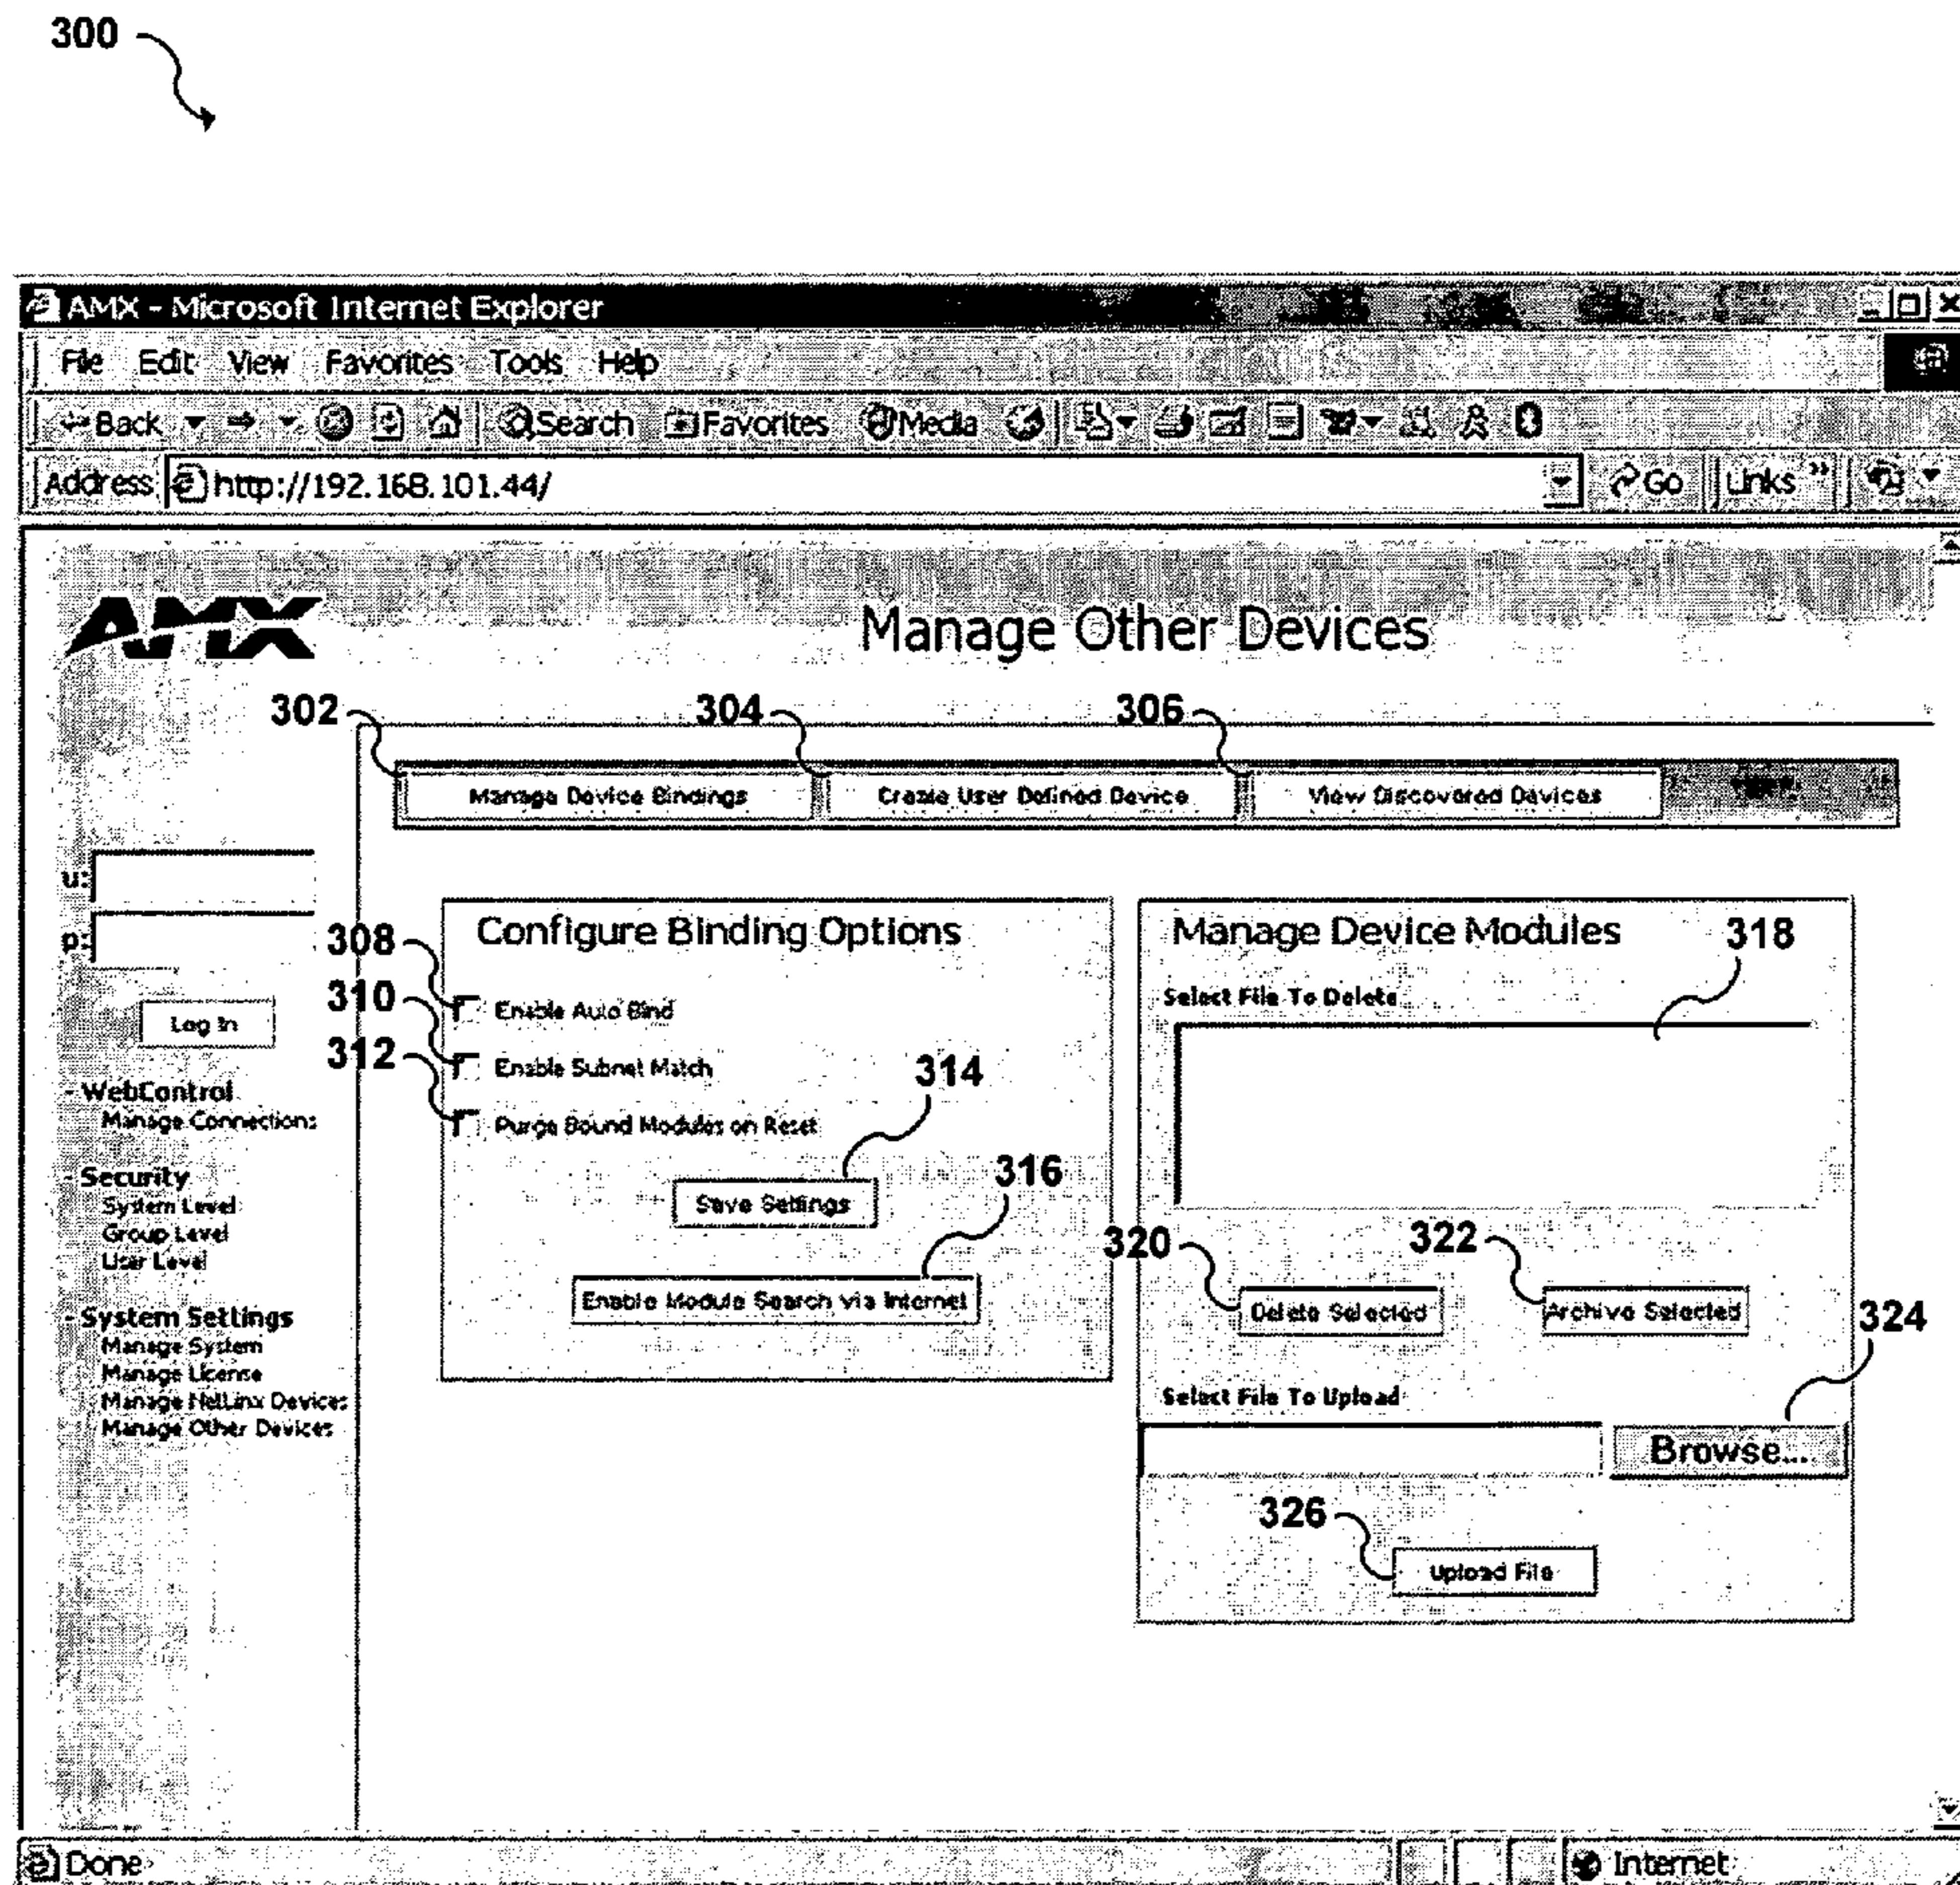 300
AMX - Microsoft Internet Explorer
File Edit View Favorites Tools Help
Back Search Favorites Media
Address http://192.168.101.44/ Go Links »
AMX
Manage Other Devices
302 304 306
Manage Device Bindings Create User Defined Device View Discovered Devices
u:
p:
Log In
- WebControl
Manage Connections
- Security
System Level
Group Level
User Level
- System Settings
Manage System
Manage License
Manage NetLinx Devices
Manage Other Devices
Configure Binding Options
308
Enable Auto Bind
310
Enable Subnet Match
312
Purge Bound Modules on Reset
314
Save Settings
316
Enable Module Search via Internet
Manage Device Modules
318
Select File To Delete
320 322
Delete Selected Archive Selected
324
Select File To Upload
Browse...
326
Upload File
Done Internet